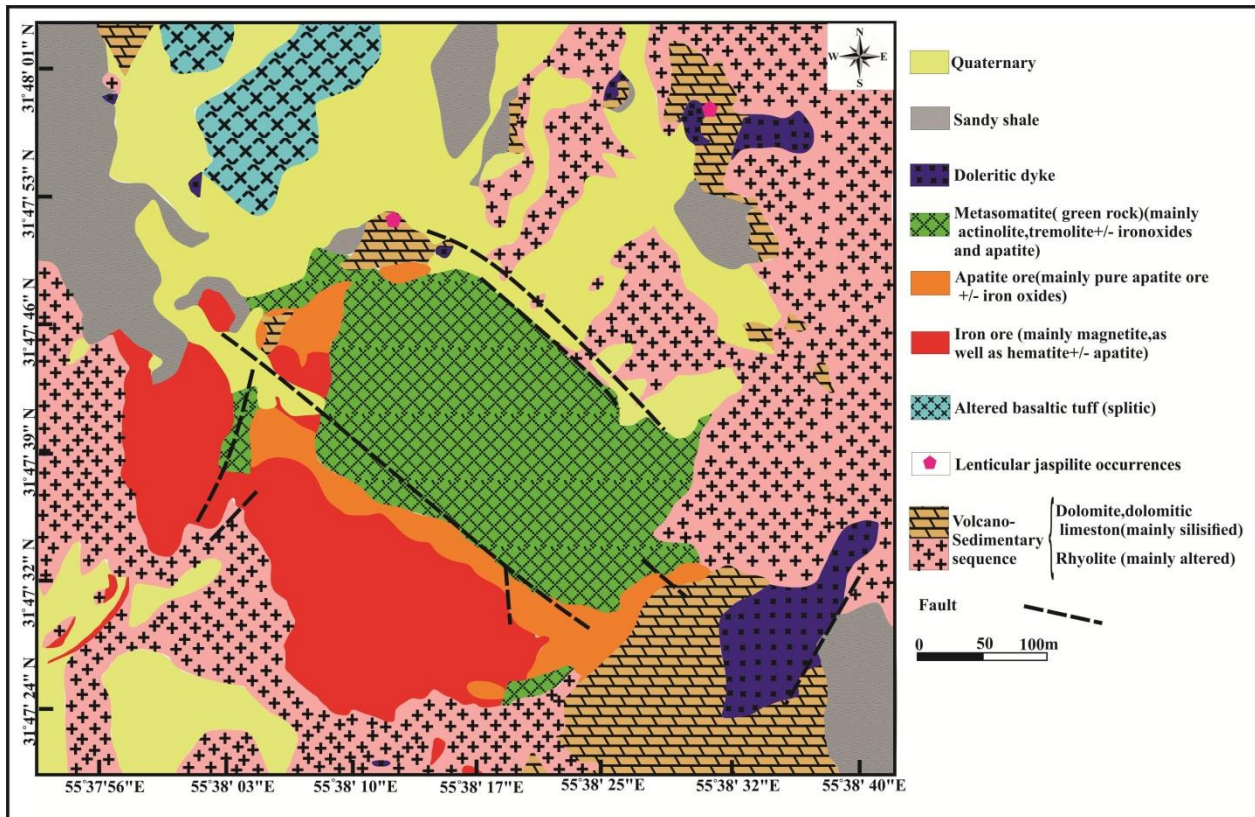 N
W E
S
31°48' 01" N
31°47' 53" N
31°47' 46" N
31°47' 39" N
31°47' 32" N
31°47' 24" N
55°37' 56"E
55°38' 03"E
55°38' 10"E
55°38' 17"E
55°38' 25"E
55°38' 32"E
55°38' 40"E
Quaternary
Sandy shale
Doleritic dyke
Metasomatite( green rock)(mainly
actinolite,tremolite+/- ironoxides
and apatite)
Apatite ore(mainly pure apatite ore
+/- iron oxides)
Iron ore (mainly magnetite,as
well as hematite+/- apatite)
Altered basaltic tuff (splitic)
Lenticular jaspilite occurrences
Volcano-
Sedimentary
sequence
Dolomite,dolomitic
limeston(mainly silisified)
Rhyolite (mainly altered)
Fault
0 50 100m